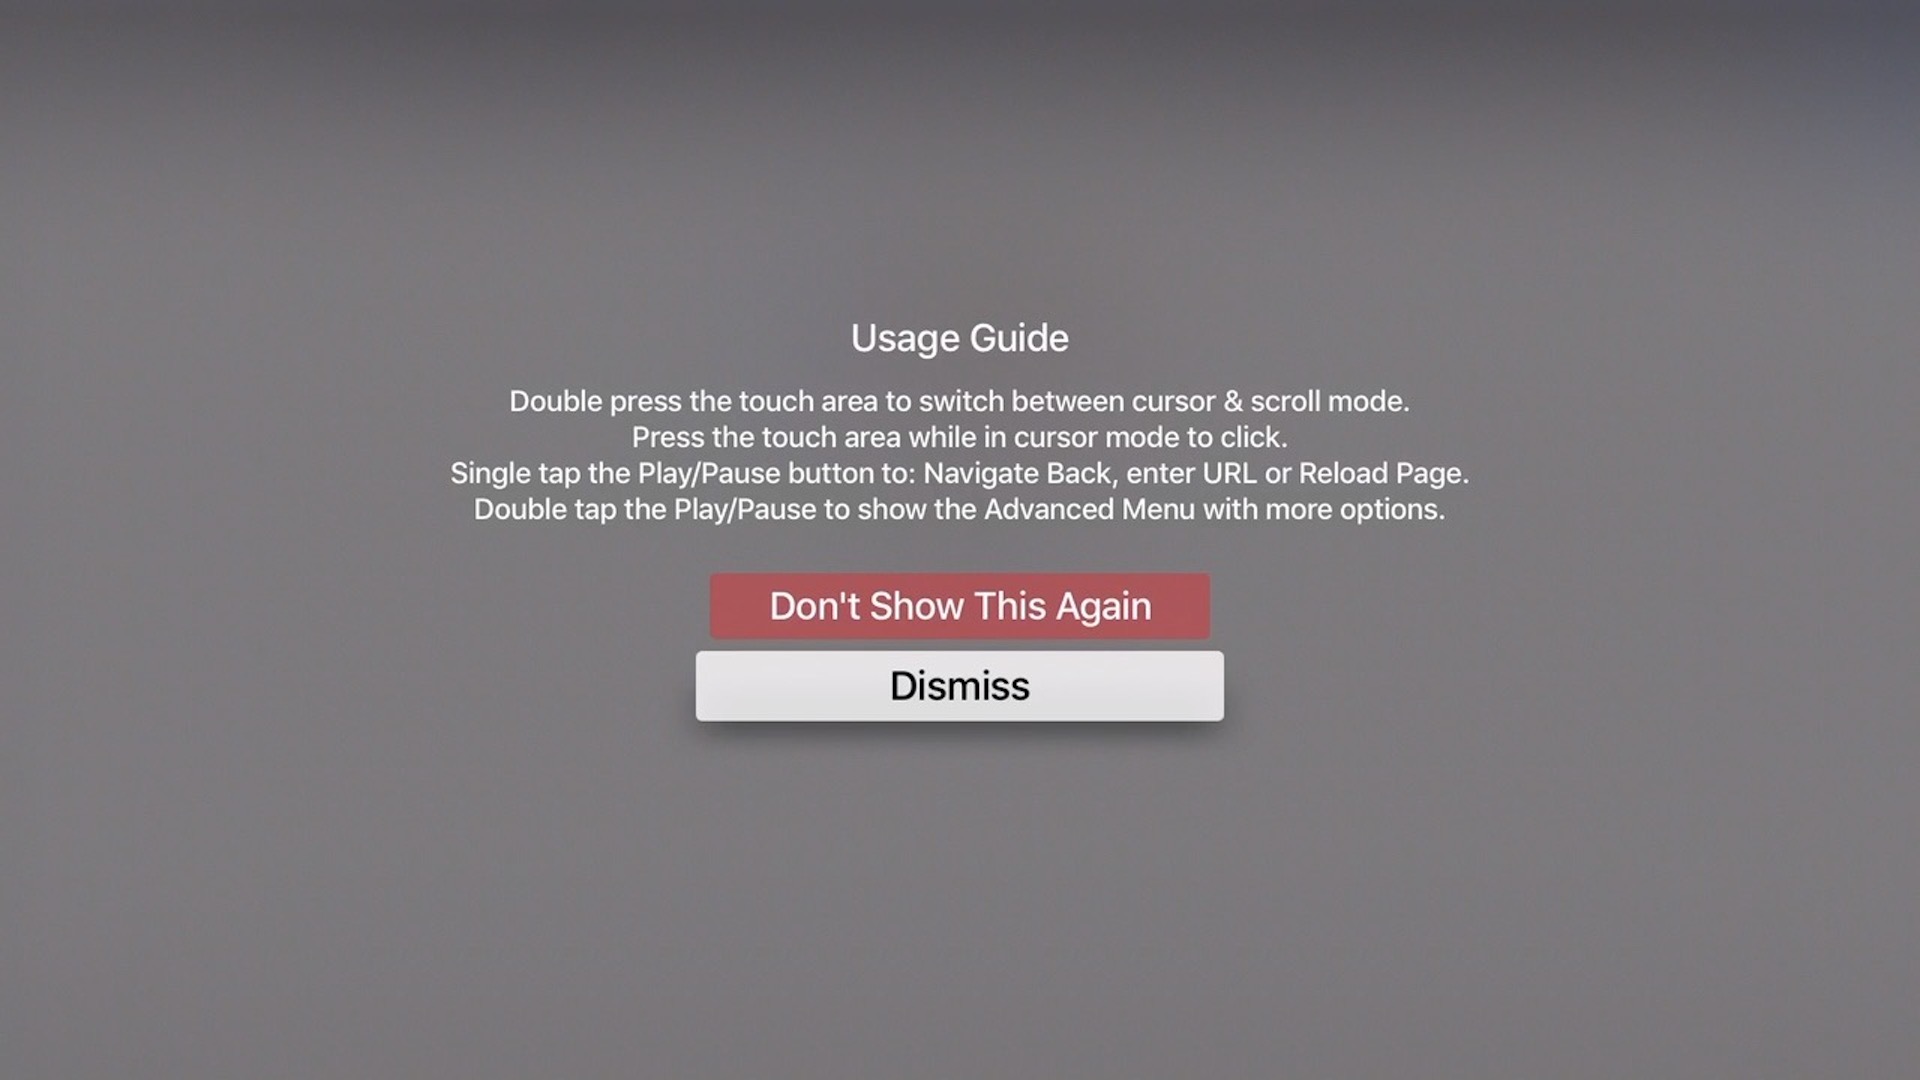 Usage Guide
Double press the touch area to switch between cursor & scroll mode.
Press the touch area while in cursor mode to click.
Single tap the Play/Pause button to: Navigate Back, enter URL or Reload Page.
Double tap the Play/Pause to show the Advanced Menu with more options.
Don't Show This Again
Dismiss